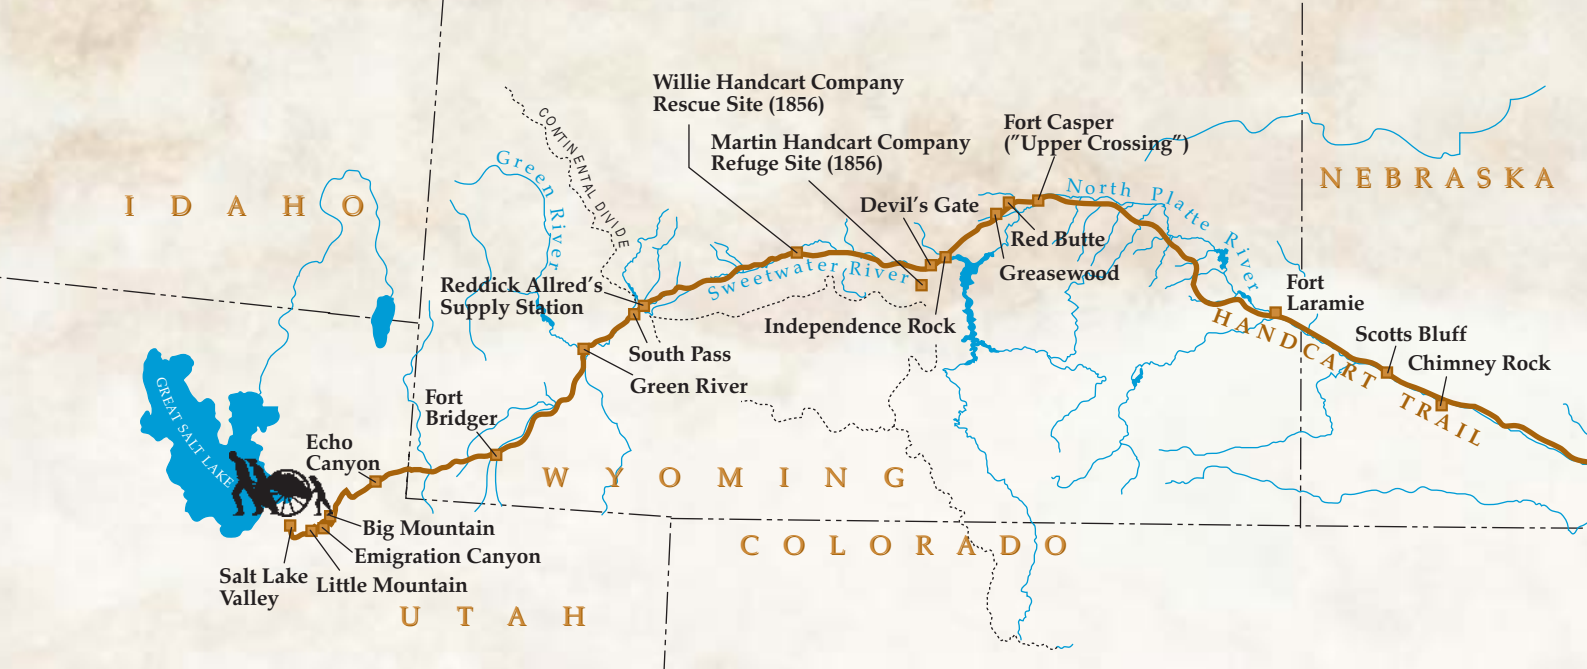 Willie Handcart Company
Rescue Site (1856)
CONTINENTAL DIVIDE
Fort Casper
(”Upper Crossing”)
Martin Handcart Company
Refuge Site (1856)
Green River
North Platte River
NEBRASKA
IDAHO
Devil’s Gate
Red Butte
Greasewood
Sweetwater River
Reddick Allred’s
Supply Station
Fort
Laramie
Independence Rock
HANDCART TRAIL
Scotts Bluff
South Pass
Chimney Rock
Green River
GREAT SALT LAKE
Fort
Bridger
Echo
Canyon
WYOMING
Big Mountain
COLORADO
Emigration Canyon
Salt Lake
Valley
Little Mountain
UTAH